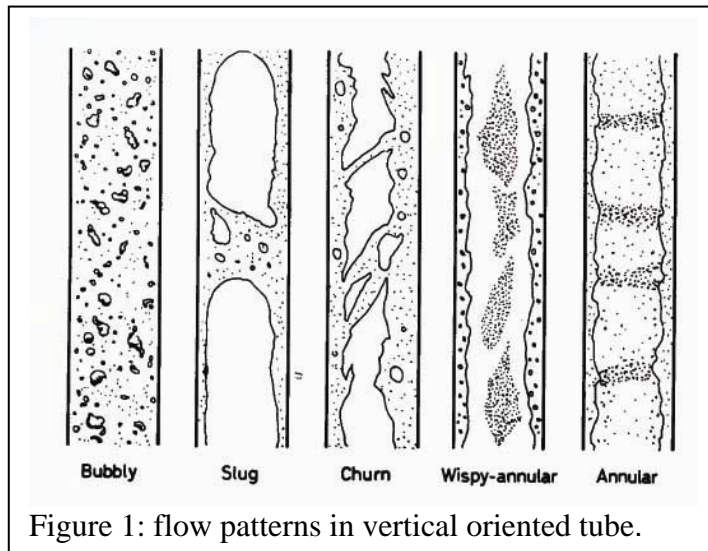 Bubbly Slug Churn Wispy-annular Annular
Figure 1: flow patterns in vertical oriented tube.